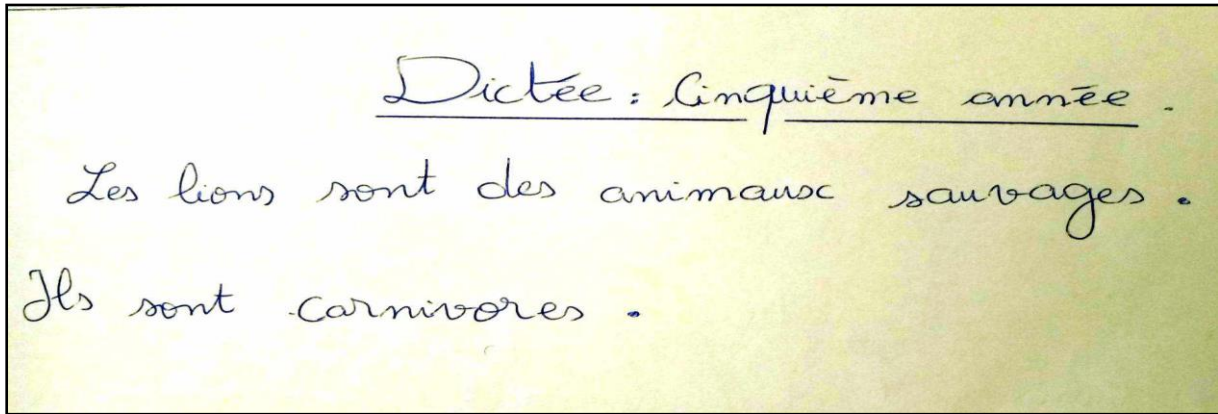 Dictée : Cinquième année .
Les lions sont des animaux sauvages .
Ils sont carnivores .